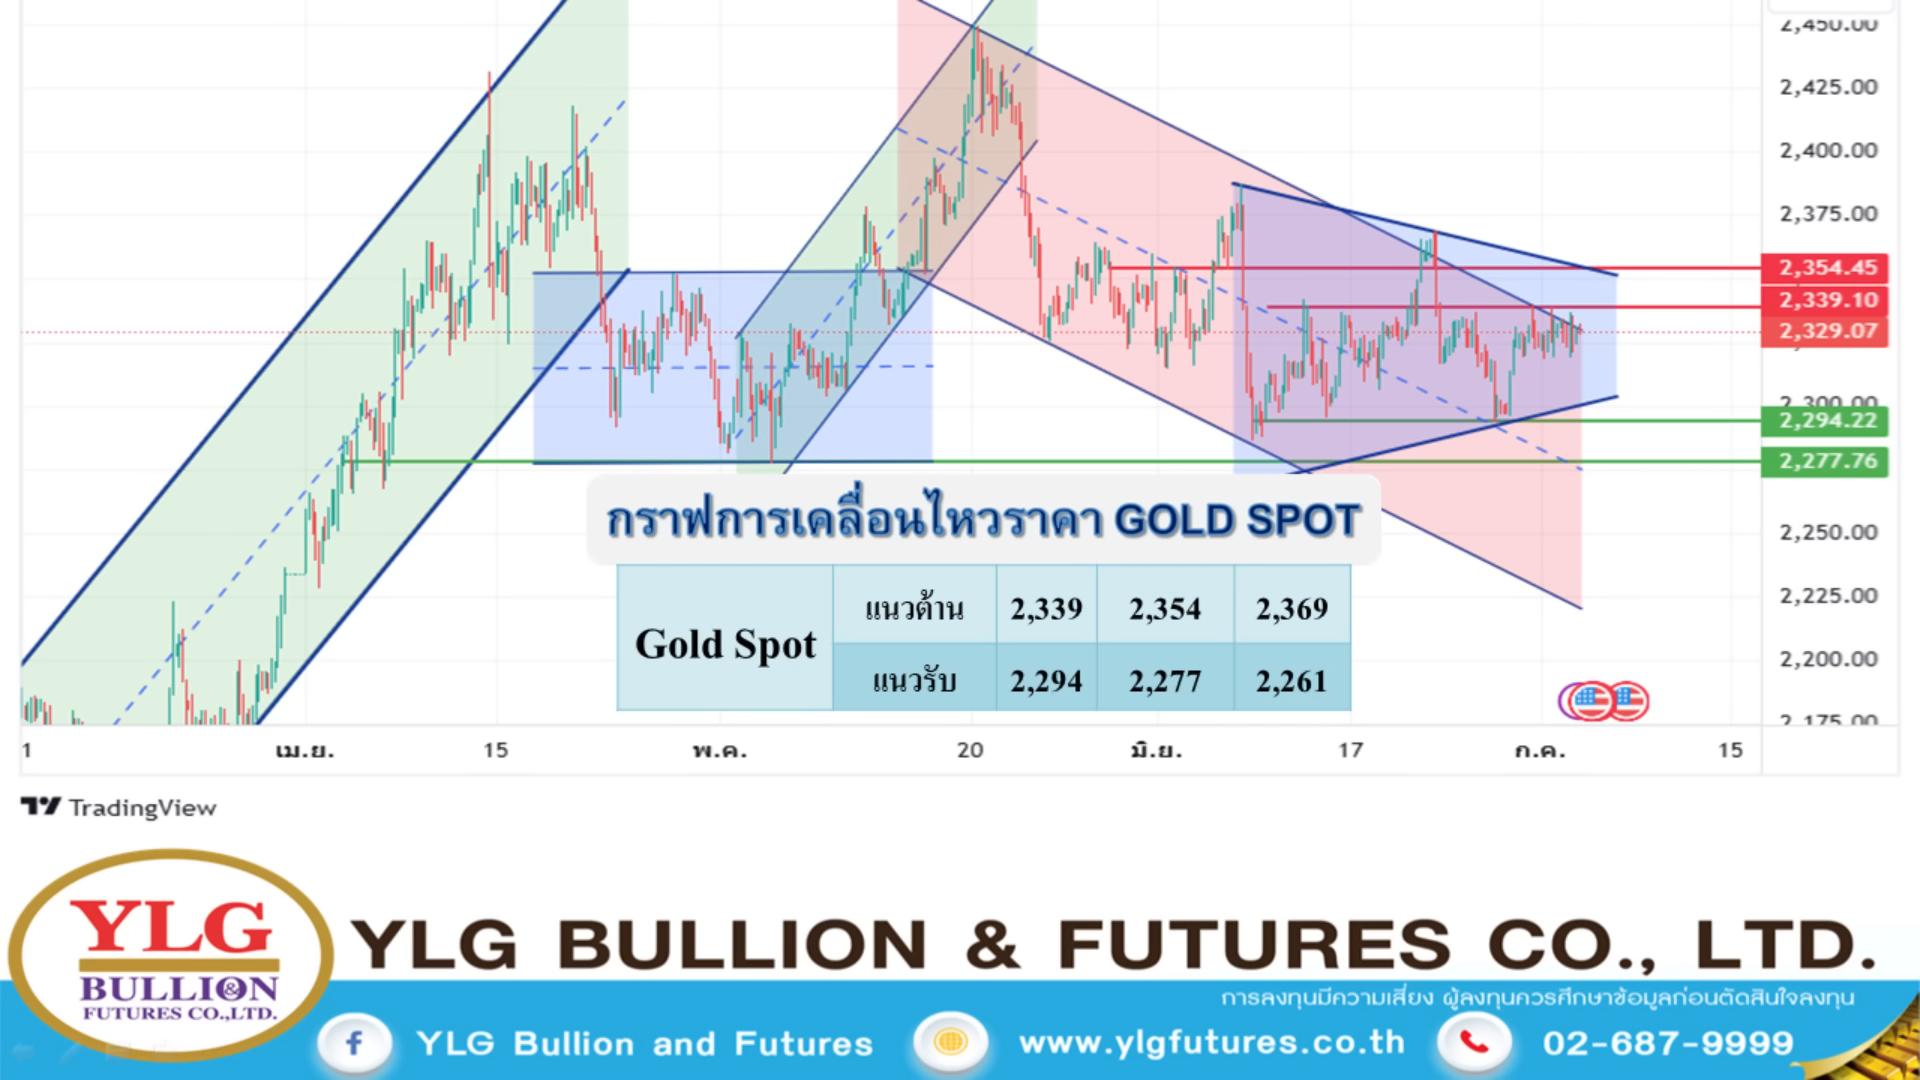 2,450.00
2,425.00
2,400.00
2,375.00
2,354.45
2,339.10
2,329.07
2,300.00
2,294.22
2,277.76
2,250.00
2,225.00
2,200.00
2,175.00
กราฟการเคลื่อนไหวราคา GOLD SPOT
Gold Spot
แนวต้าน 2,339 2,354 2,369
แนวรับ 2,294 2,277 2,261
1 เม.ย. 15 พ.ค. 20 มิ.ย. 17 ก.ค. 15
TradingView
YLG
BULLION
&
FUTURES CO.,LTD.
YLG BULLION & FUTURES CO., LTD.
การลงทุนมีความเสี่ยง ผู้ลงทุนควรศึกษาข้อมูลก่อนตัดสินใจลงทุน
f YLG Bullion and Futures www.ylgfutures.co.th 02-687-9999